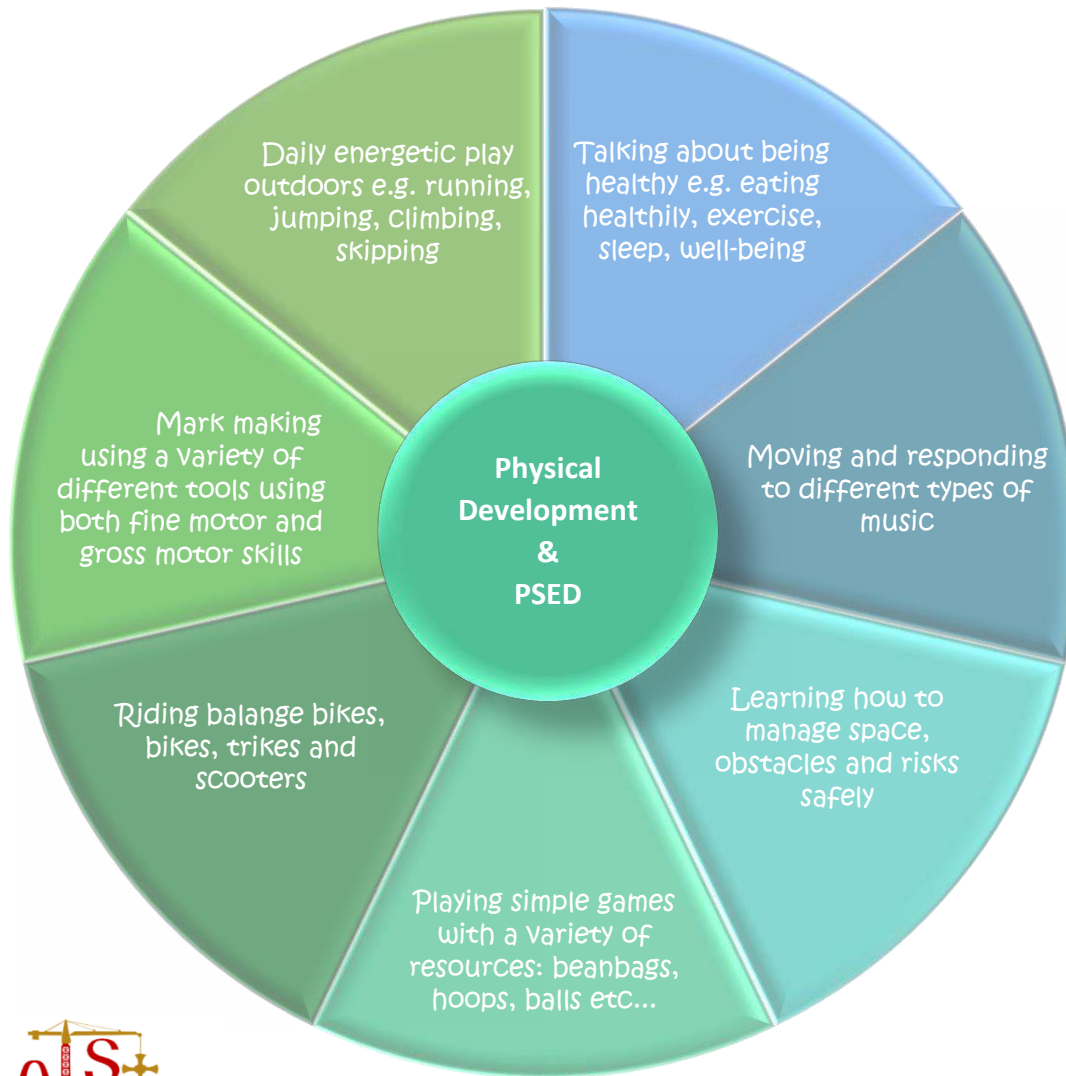 Daily energetic play
outdoors e.g. running,
jumping, climbing,
skipping
Talking about being
healthy e.g. eating
healthily, exercise,
sleep, well-being
Mark making
using a variety of
different tools using
both fine motor and
gross motor skills
Physical
Development
&
PSED
Moving and responding
to different types of
music
Riding balange bikes,
bikes, trikes and
scooters
Learning how to
manage space,
obstacles and risks
safely
Playing simple games
with a variety of
resources: beanbags,
hoops, balls etc...